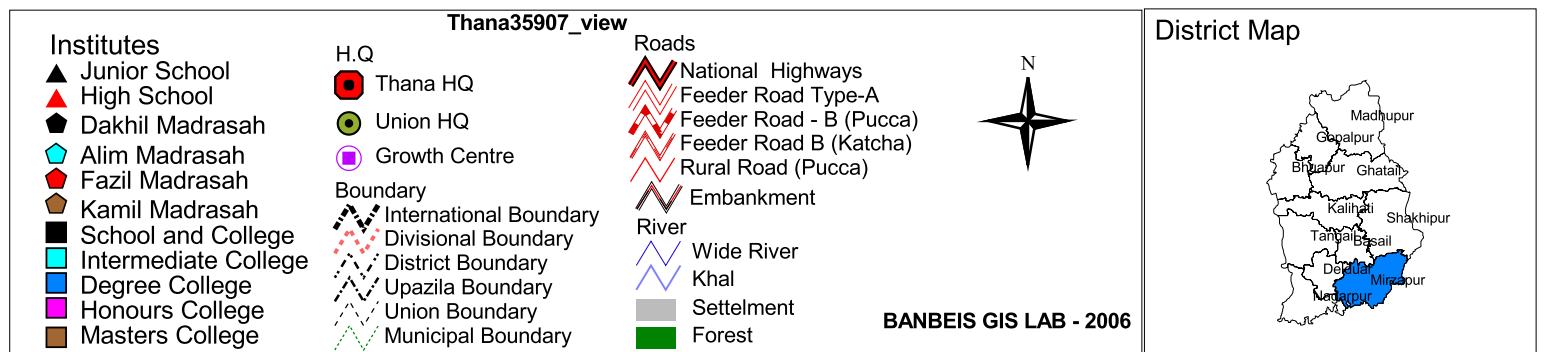 Thana35907_view
Institutes
Junior School
High School
Dakhil Madrasah
Alim Madrasah
Fazil Madrasah
Kamil Madrasah
School and College
Intermediate College
Degree College
Honours College
Masters College
H.Q
Thana HQ
Union HQ
Growth Centre
Boundary
International Boundary
Divisional Boundary
District Boundary
Upazila Boundary
Union Boundary
Municipal Boundary
Roads
National Highways
Feeder Road Type-A
Feeder Road - B (Pucca)
Feeder Road B (Katcha)
Rural Road (Pucca)
Embankment
River
Wide River
Khal
Settelment
Forest
N
BANBEIS GIS LAB - 2006
District Map
Madhupur
Gopalpur
Bhuapur
Ghatail
Kalihati
Shakhipur
Tangail
Basail
Delduar
Mirzapur
Nagarpur